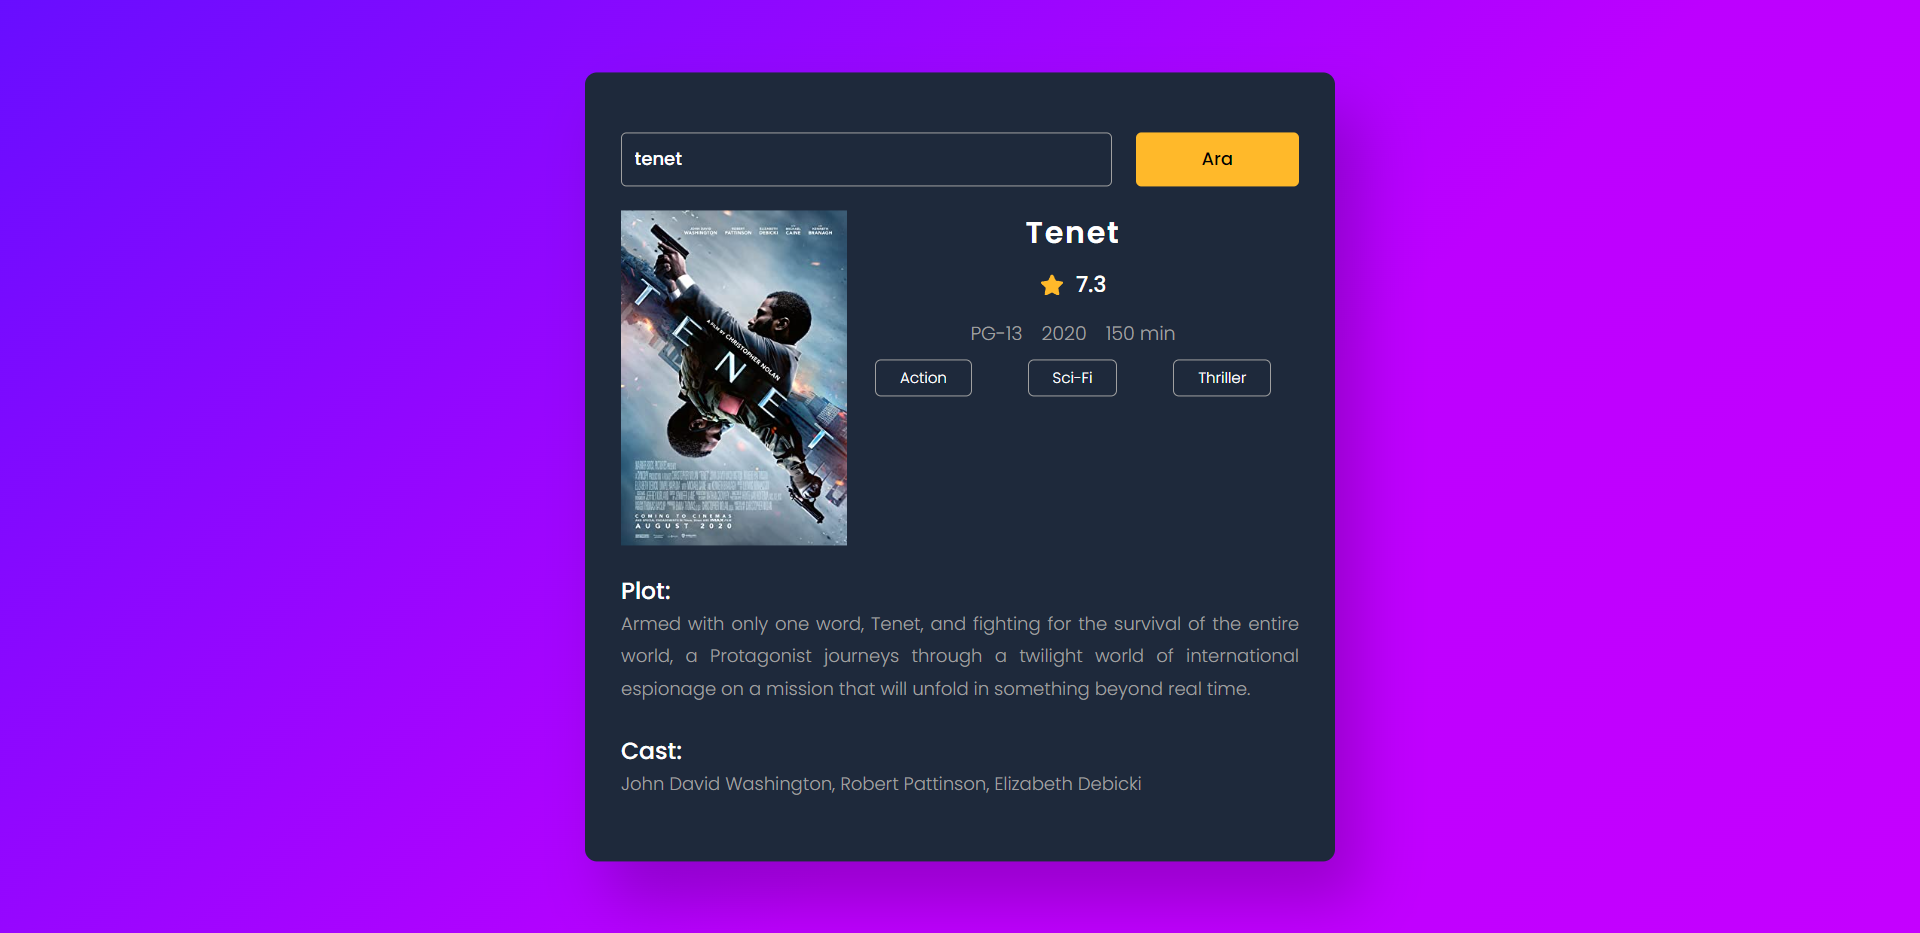 tenet
Ara
JOHN DAVID WASHINGTON ROBERT PATTINSON ELIZABETH DEBICKI MICHAEL CAINE KENNETH BRANAGH
TENET
A FILM BY CHRISTOPHER NOLAN
COMING TO CINEMAS
AUGUST 2020
Tenet
7.3
PG-13 2020 150 min
Action Sci-Fi Thriller
Plot:
Armed with only one word, Tenet, and fighting for the survival of the entire
world, a Protagonist journeys through a twilight world of international
espionage on a mission that will unfold in something beyond real time.
Cast:
John David Washington, Robert Pattinson, Elizabeth Debicki